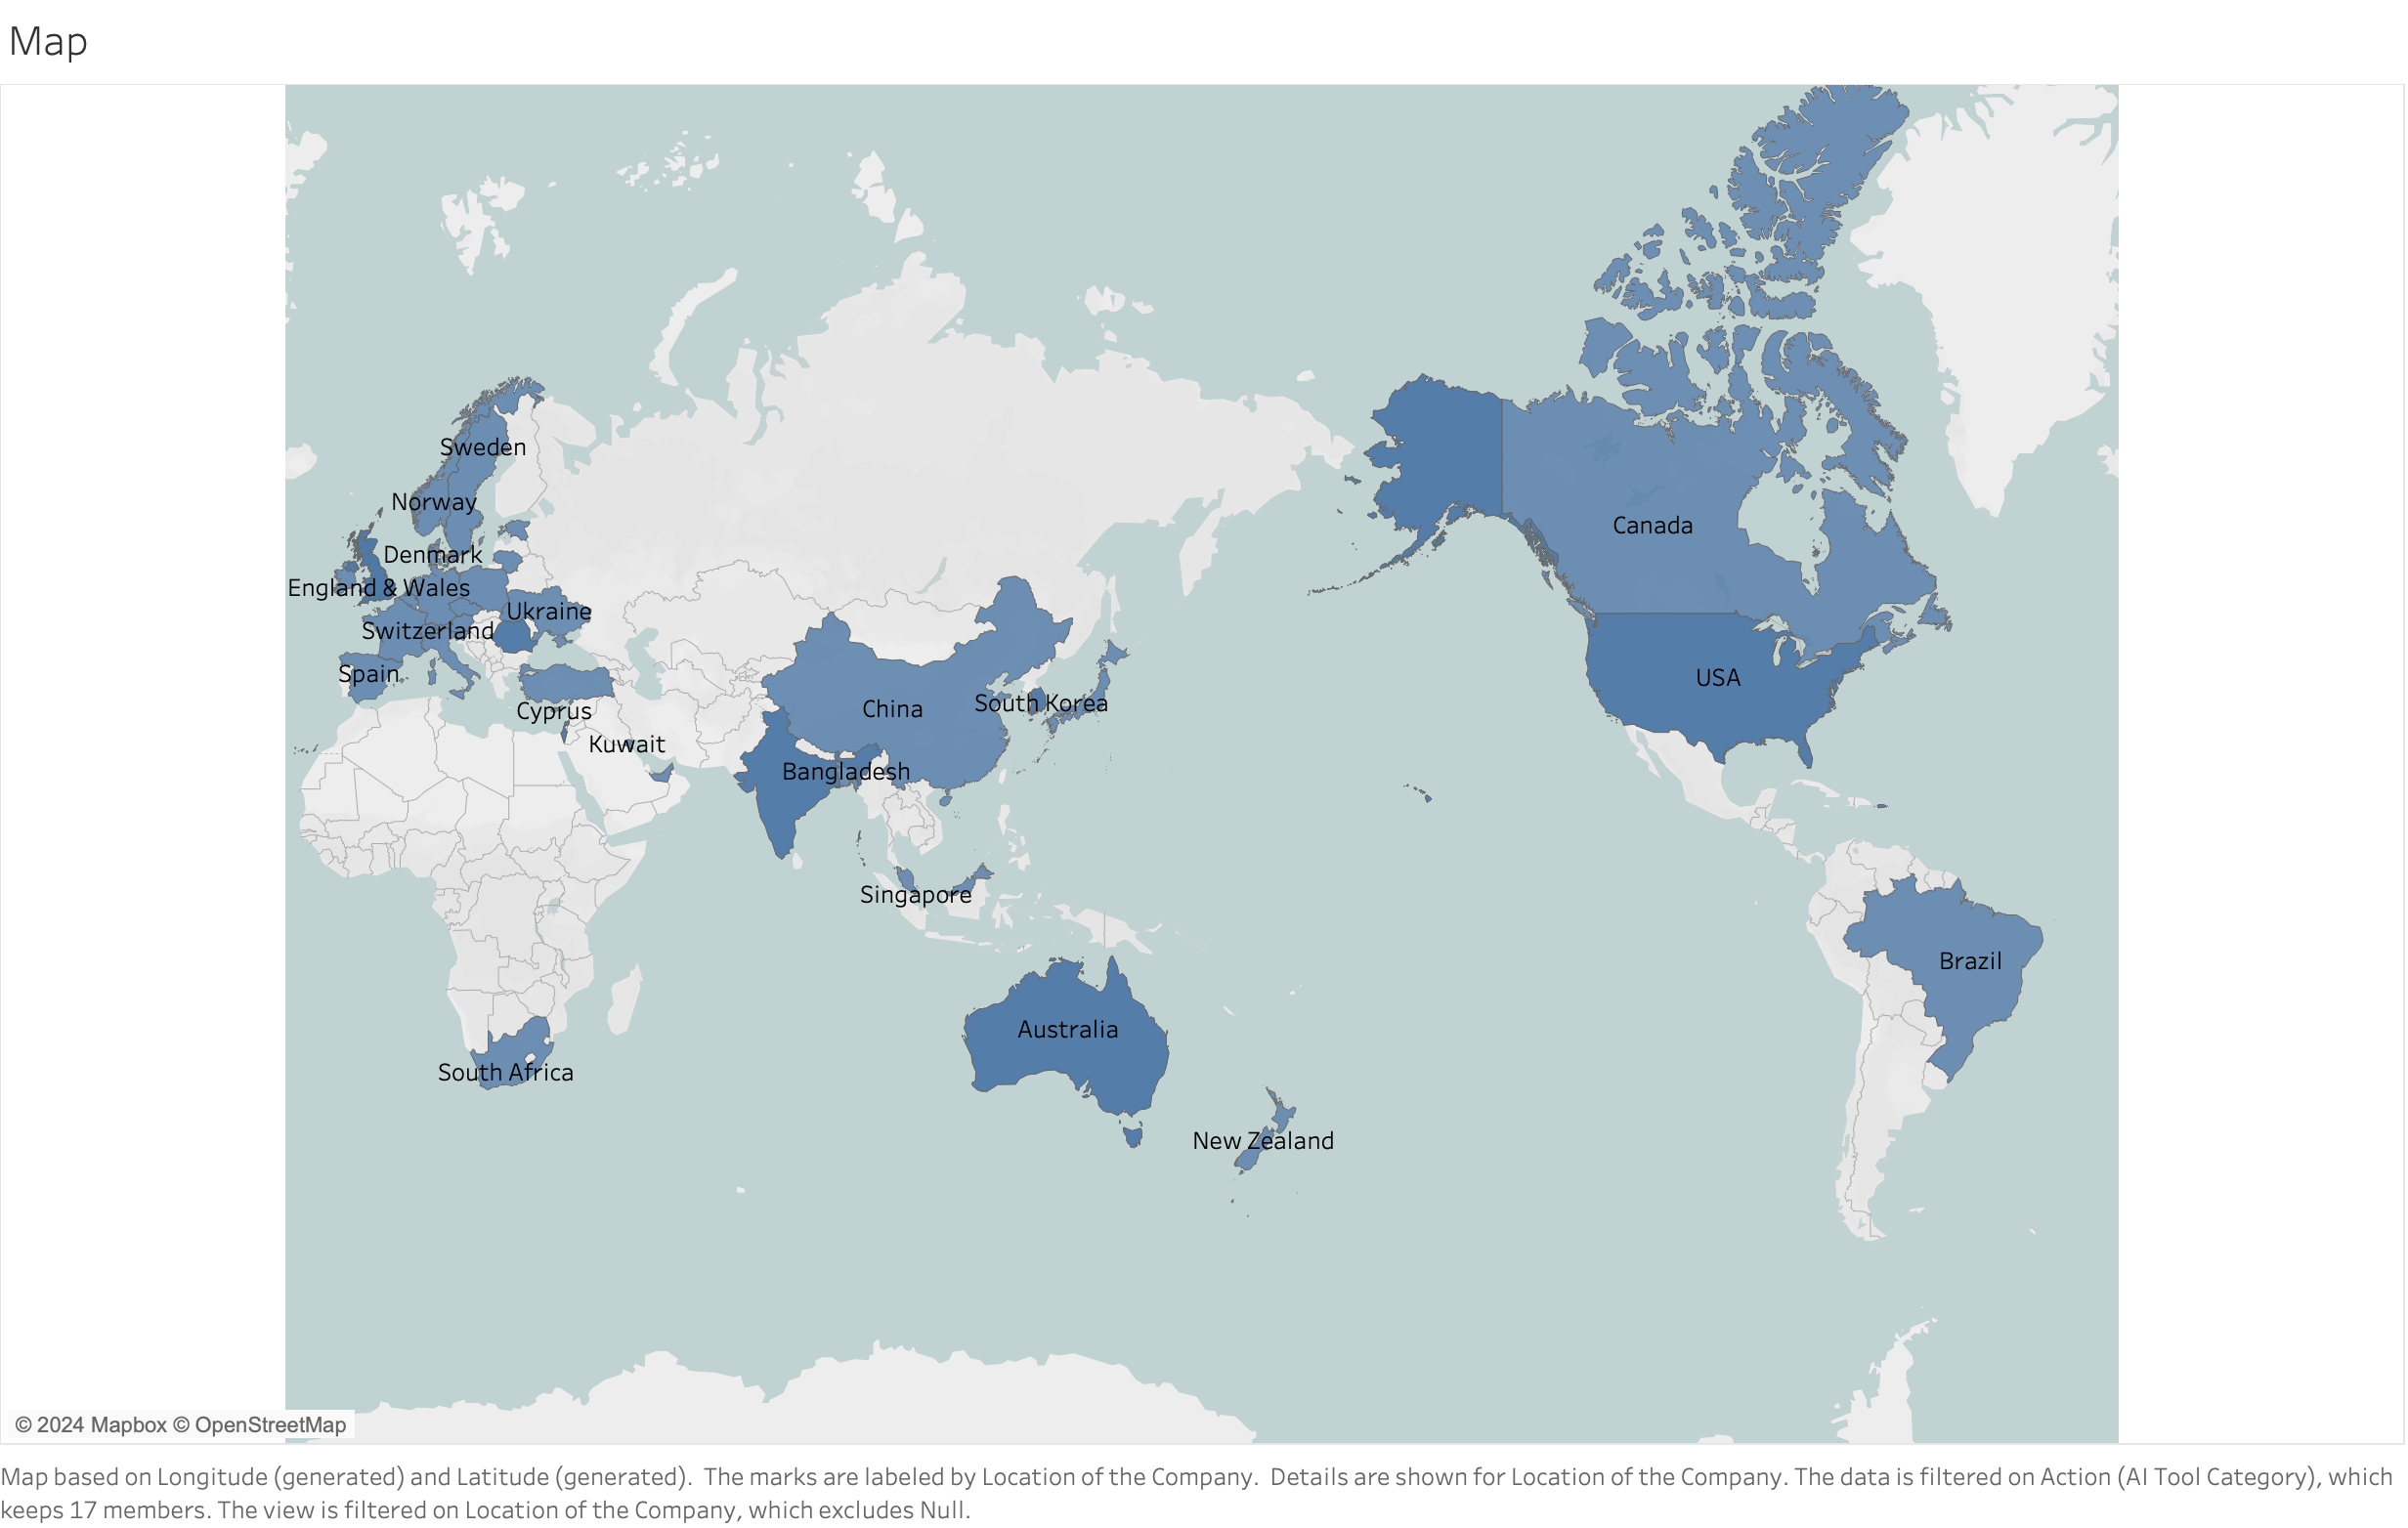 Map
Sweden
Norway
Denmark
England & Wales
Ukraine
Switzerland
Spain
Cyprus
Kuwait
China
South Korea
Bangladesh
Singapore
Canada
USA
Brazil
Australia
South Africa
New Zealand
© 2024 Mapbox © OpenStreetMap
Map based on Longitude (generated) and Latitude (generated).  The marks are labeled by Location of the Company.  Details are shown for Location of the Company. The data is filtered on Action (AI Tool Category), which
keeps 17 members. The view is filtered on Location of the Company, which excludes Null.